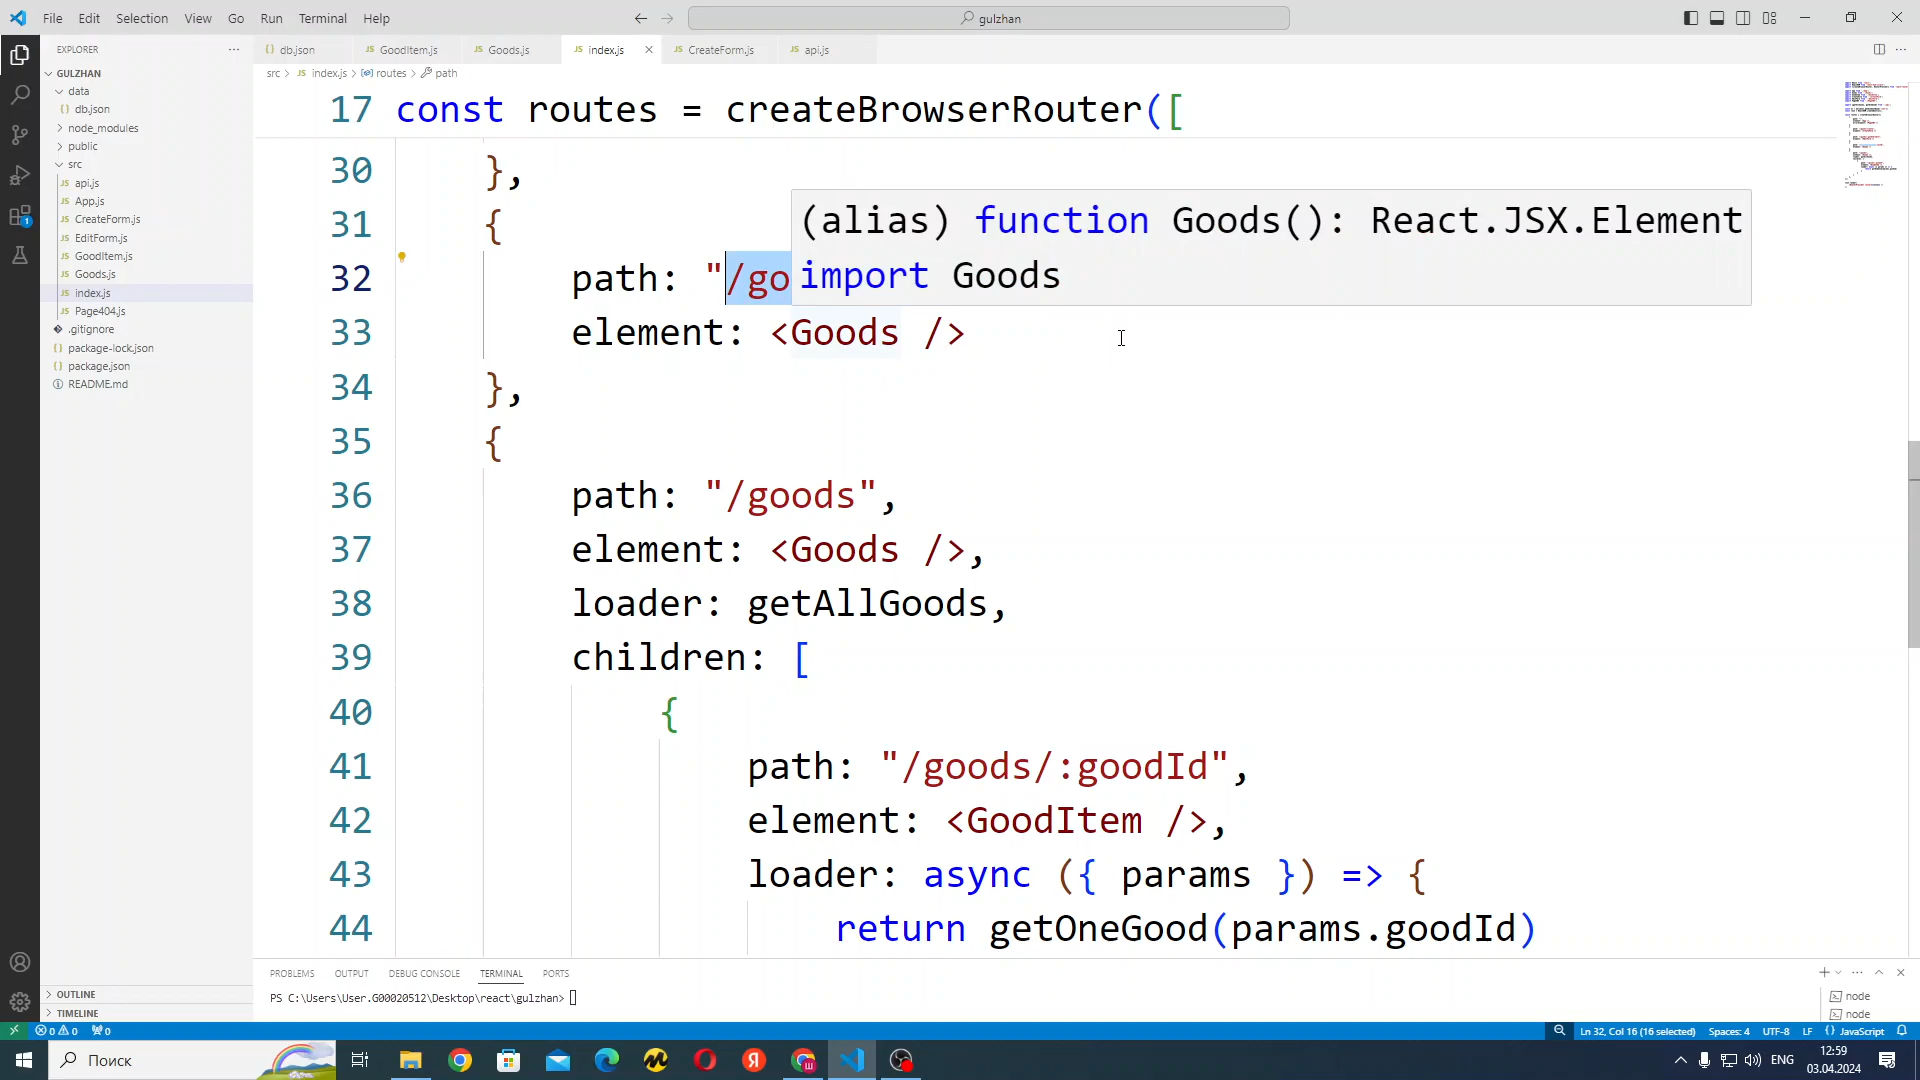 File Edit Selection View Go Run Terminal Help
gulzhan
EXPLORER
GULZHAN
data
db.json
node_modules
public
src
api.js
App.js
CreateForm.js
EditForm.js
GoodItem.js
Goods.js
index.js
Page404.js
.gitignore
package-lock.json
package.json
README.md
OUTLINE
TIMELINE
db.json GoodItem.js Goods.js index.js CreateForm.js api.js
src > JS index.js > routes > path
17 const routes = createBrowserRouter([
30 },
31 {
(alias) function Goods(): React.JSX.Element
import Goods
32 path: "/go
33 element: <Goods />
34 },
35 {
36 path: "/goods",
37 element: <Goods />,
38 loader: getAllGoods,
39 children: [
40 {
41 path: "/goods/:goodId",
42 element: <GoodItem />,
43 loader: async ({ params }) => {
44 return getOneGood(params.goodId)
PROBLEMS OUTPUT DEBUG CONSOLE TERMINAL PORTS
PS C:\Users\User.G00020512\Desktop\react\gulzhan>
node
node
0 0 0
Ln 32, Col 16 (16 selected) Spaces: 4 UTF-8 LF {} JavaScript
Поиск
ENG
12:59
03.04.2024